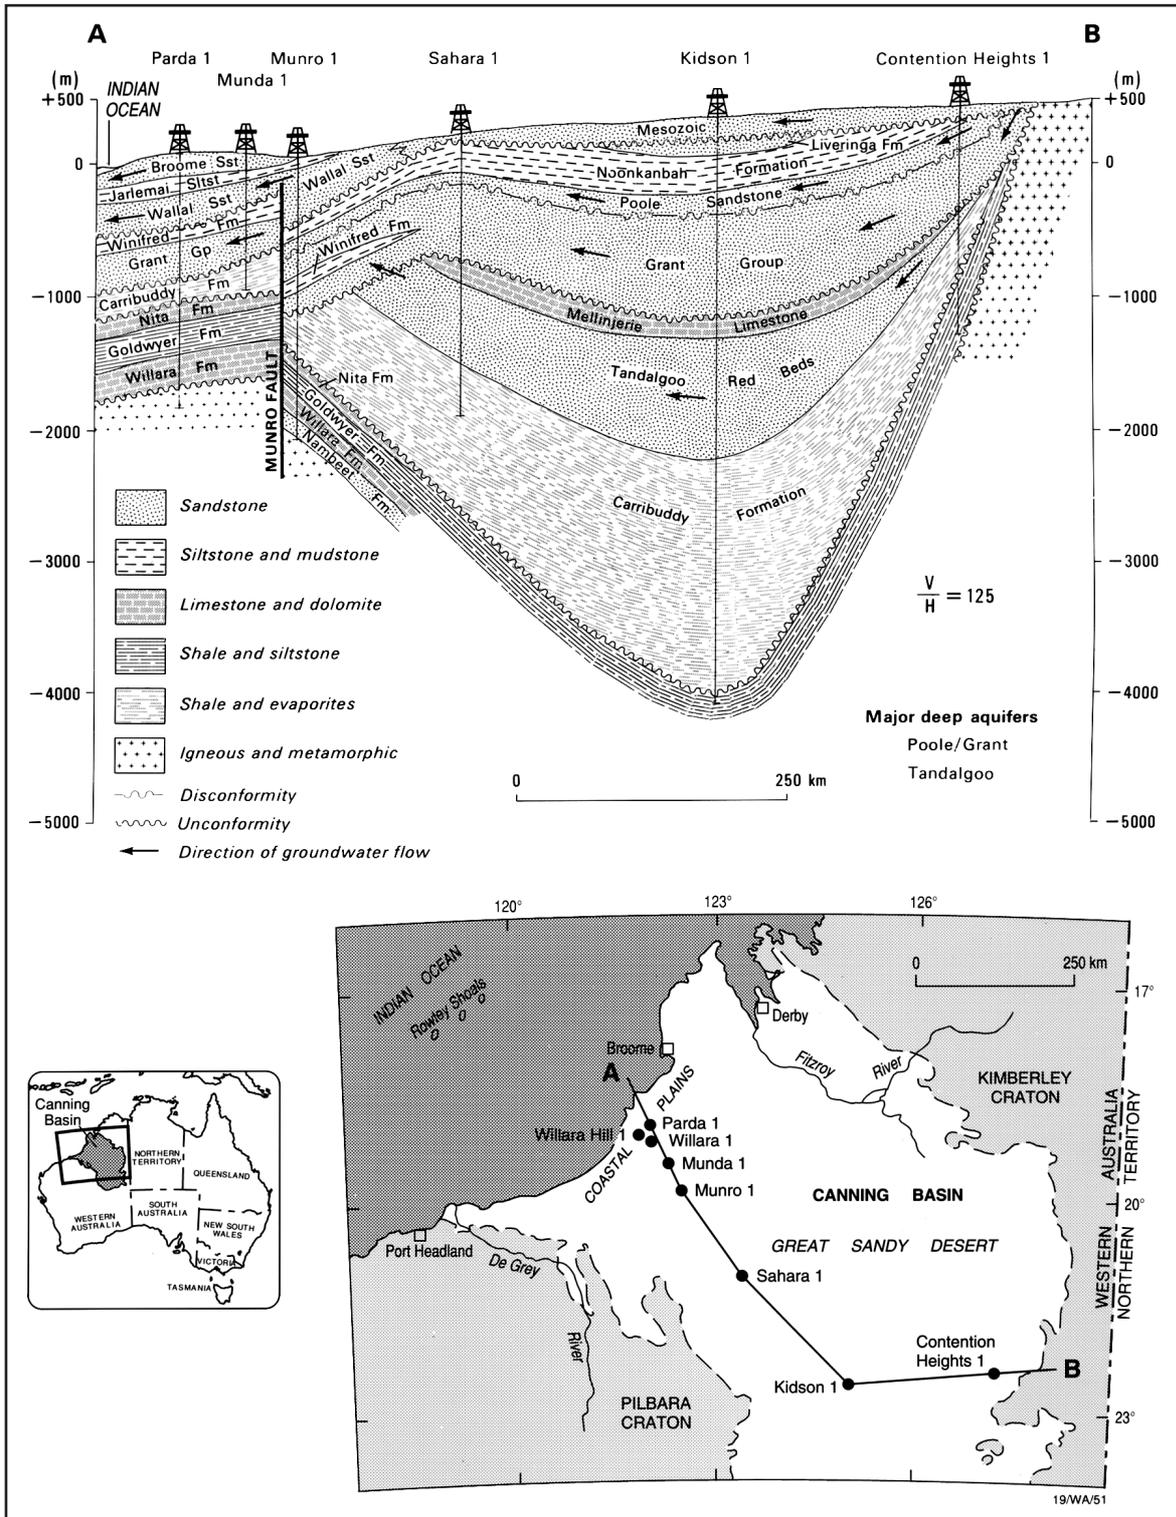 A
B
Parda 1
Munda 1
Munro 1
Sahara 1
Kidson 1
Contention Heights 1
(m)
(m)
INDIAN
OCEAN
+500
0
−1000
−2000
−3000
−4000
−5000
+500
0
−1000
−2000
−3000
−4000
−5000
Broome Sst
Jarlemai Sltst
Wallal Sst
Winifred Fm
Grant Gp
Carribuddy Fm
Nita Fm
Goldwyer Fm
Willara Fm
MUNRO FAULT
Wallal Sst
Winifred Fm
Nita Fm
Goldwyer Fm
Willara Fm
Nambeet Fm
Mesozoic
Liveringa Fm
Noonkanbah Formation
Poole Sandstone
Grant Group
Mellinjerie Limestone
Tandalgoo Red Beds
Carribuddy Formation
Sandstone
Siltstone and mudstone
Limestone and dolomite
Shale and siltstone
Shale and evaporites
Igneous and metamorphic
Disconformity
Unconformity
Direction of groundwater flow
V
H
= 125
Major deep aquifers
Poole/Grant
Tandalgoo
0 250 km
120° 123° 126°
17°
20°
23°
0 250 km
INDIAN OCEAN
Rowley Shoals
Derby
Broome
A
Fitzroy River
KIMBERLEY
CRATON
COASTAL PLAINS
Parda 1
Willara Hill 1
Willara 1
Munda 1
Munro 1
CANNING BASIN
GREAT SANDY DESERT
Port Headland
De Grey River
Sahara 1
Contention
Heights 1
B
Kidson 1
PILBARA
CRATON
WESTERN AUSTRALIA
NORTHERN TERRITORY
Canning
Basin
NORTHERN
TERRITORY
QUEENSLAND
WESTERN
AUSTRALIA
SOUTH
AUSTRALIA
NEW SOUTH
WALES
VICTORIA
TASMANIA
19/WA/51